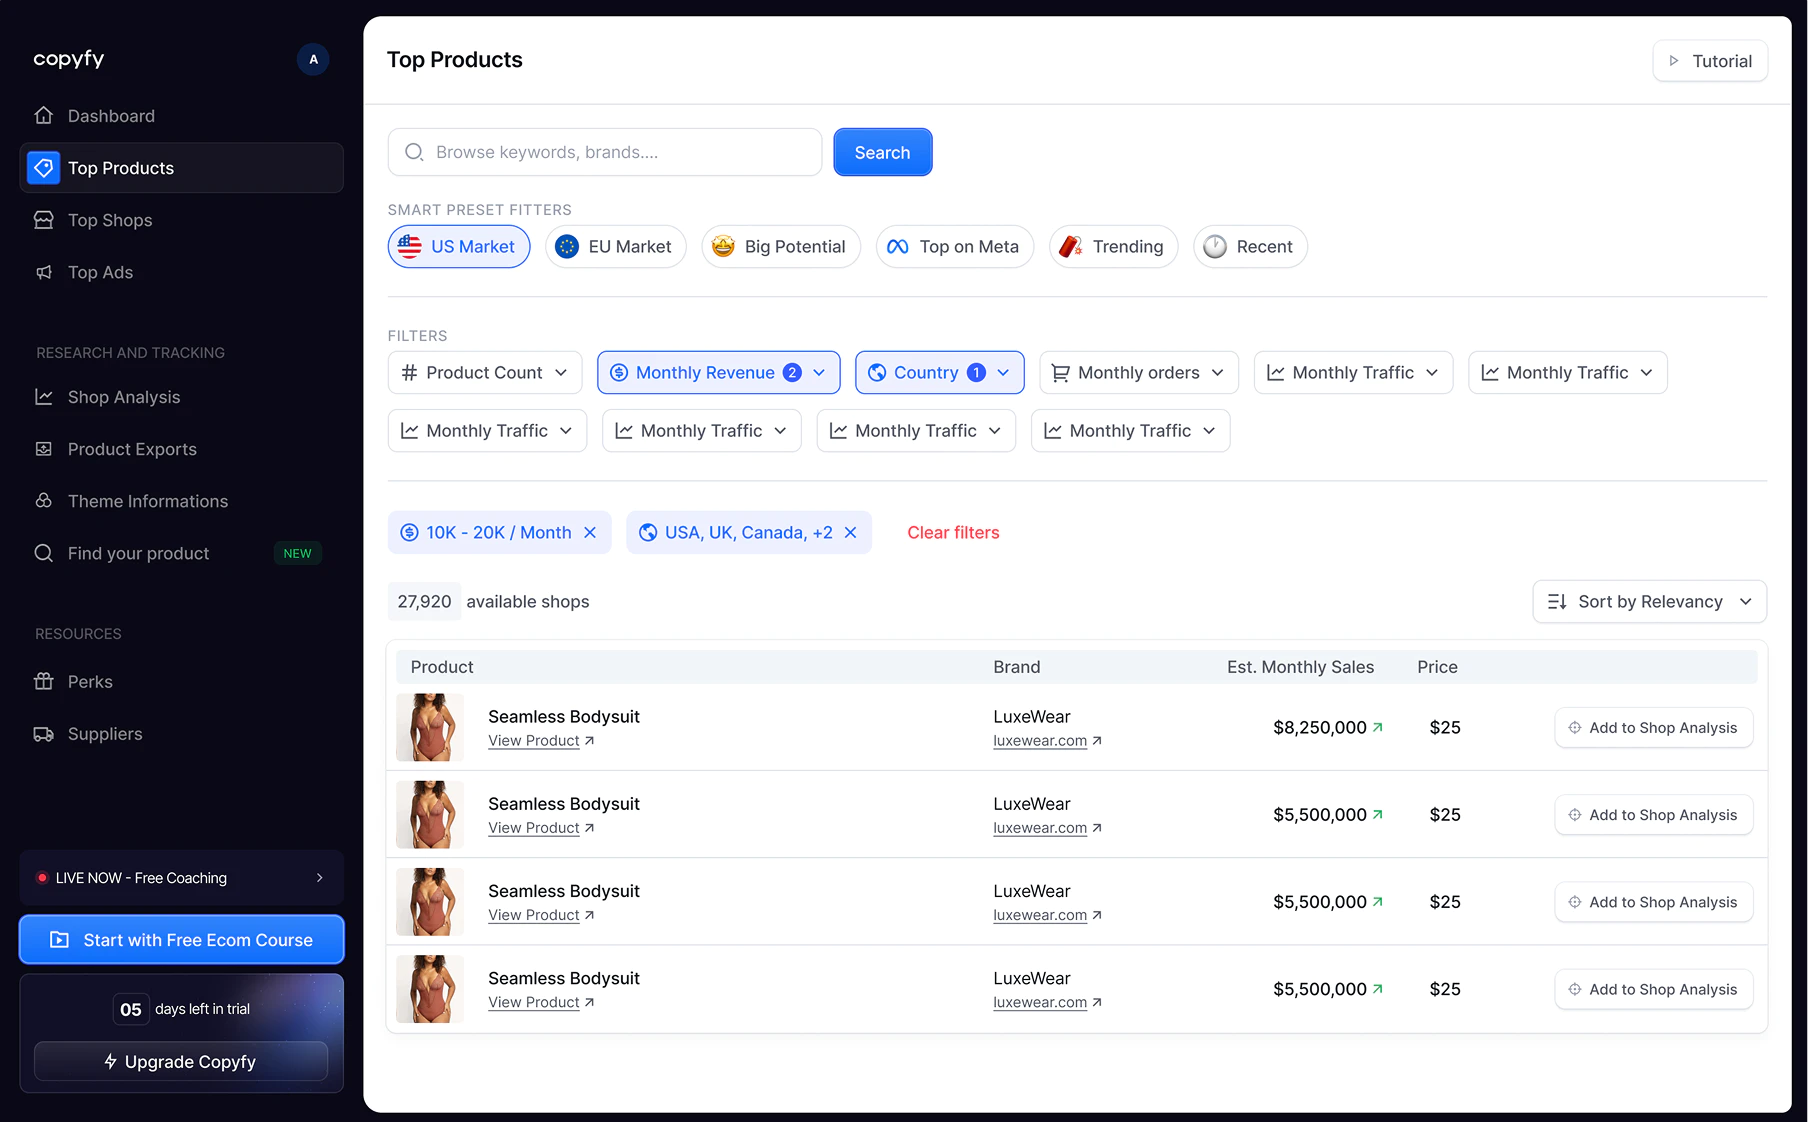 copyfy
A
Dashboard
Top Products
Top Shops
Top Ads
RESEARCH AND TRACKING
Shop Analysis
Product Exports
Theme Informations
Find your product NEW
RESOURCES
Perks
Suppliers
LIVE NOW - Free Coaching
Start with Free Ecom Course
05 days left in trial
Upgrade Copyfy
Top Products
Tutorial
Browse keywords, brands....
Search
SMART PRESET FITTERS
US Market EU Market Big Potential Top on Meta Trending Recent
FILTERS
Product Count Monthly Revenue 2 Country 1 Monthly orders Monthly Traffic Monthly Traffic
Monthly Traffic Monthly Traffic Monthly Traffic Monthly Traffic
10K - 20K / Month USA, UK, Canada, +2 Clear filters
27,920 available shops
Sort by Relevancy
Product Brand Est. Monthly Sales Price
Seamless Bodysuit LuxeWear
$8,250,000 $25 Add to Shop Analysis
View Product luxewear.com
Seamless Bodysuit LuxeWear
$5,500,000 $25 Add to Shop Analysis
View Product luxewear.com
Seamless Bodysuit LuxeWear
$5,500,000 $25 Add to Shop Analysis
View Product luxewear.com
Seamless Bodysuit LuxeWear
$5,500,000 $25 Add to Shop Analysis
View Product luxewear.com